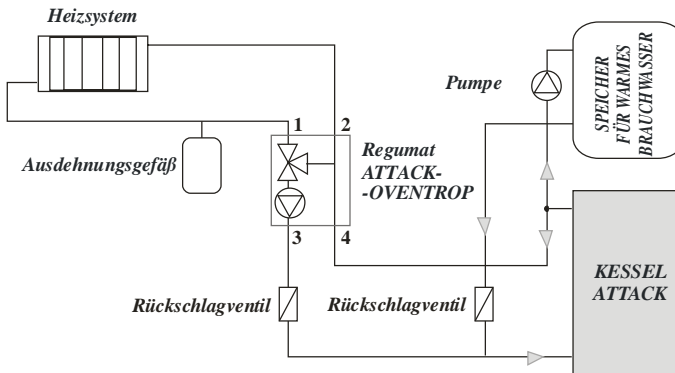 Heizsystem
Pumpe
SPEICHER
FÜR WARMES
BRAUCHWASSER
1
2
Ausdehnungsgefäß
Regumat
ATTACK-
-OVENTROP
3
4
KESSEL
ATTACK
Rückschlagventil
Rückschlagventil